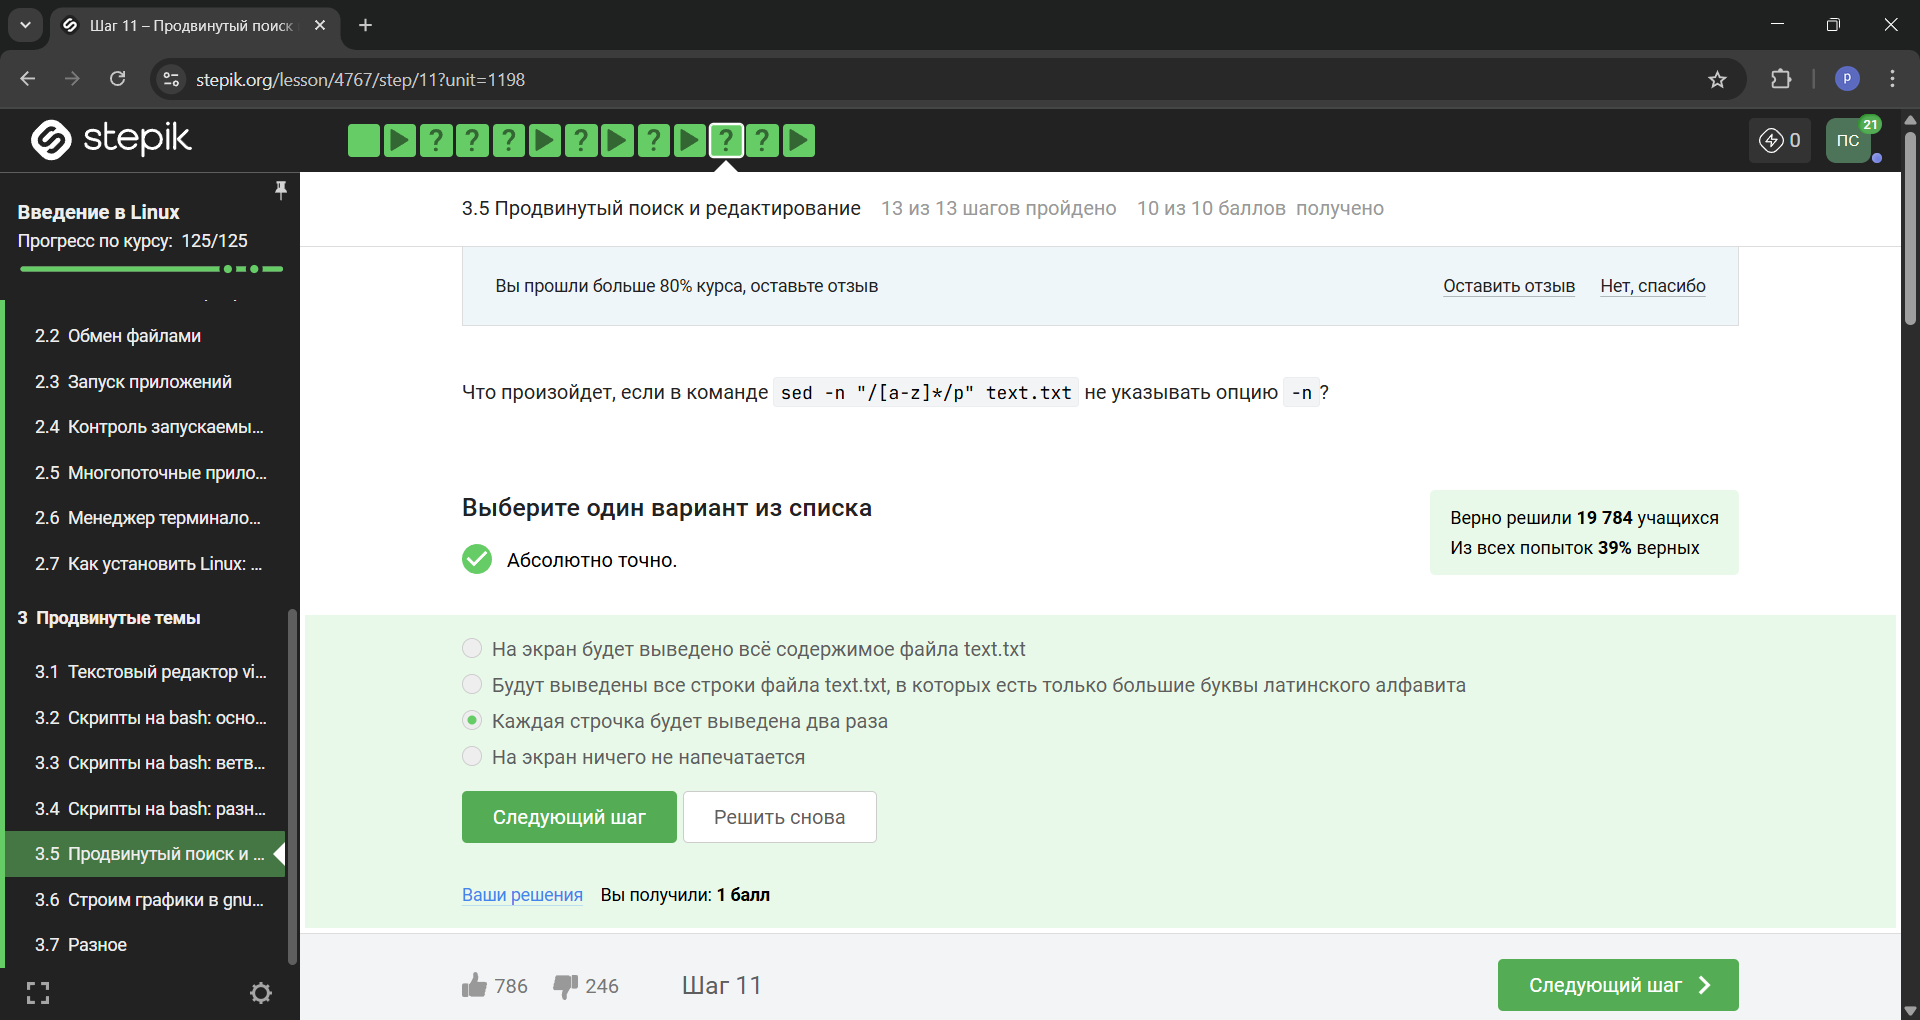 Шаг 11 – Продвинутый поиск
stepik.org/lesson/4767/step/11?unit=1198
P
stepik
? ? ? ? ? ? ?
0
ПС
21
Введение в Linux
Прогресс по курсу: 125/125
2.2 Обмен файлами
2.3 Запуск приложений
2.4 Контроль запускаемы...
2.5 Многопоточные прило...
2.6 Менеджер терминало...
2.7 Как установить Linux: ...
3 Продвинутые темы
3.1 Текстовый редактор vi...
3.2 Скрипты на bash: осно...
3.3 Скрипты на bash: ветв...
3.4 Скрипты на bash: разн...
3.5 Продвинутый поиск и ...
3.6 Строим графики в gnu...
3.7 Разное
3.5 Продвинутый поиск и редактирование 13 из 13 шагов пройдено 10 из 10 баллов получено
Вы прошли больше 80% курса, оставьте отзыв Оставить отзыв Нет, спасибо
Что произойдет, если в команде sed -n "/[a-z]*/p" text.txt не указывать опцию -n?
Выберите один вариант из списка
Абсолютно точно.
Верно решили 19 784 учащихся
Из всех попыток 39% верных
На экран будет выведено всё содержимое файла text.txt
Будут выведены все строки файла text.txt, в которых есть только большие буквы латинского алфавита
Каждая строчка будет выведена два раза
На экран ничего не напечатается
Следующий шаг Решить снова
Ваши решения Вы получили: 1 балл
786 246 Шаг 11 Следующий шаг